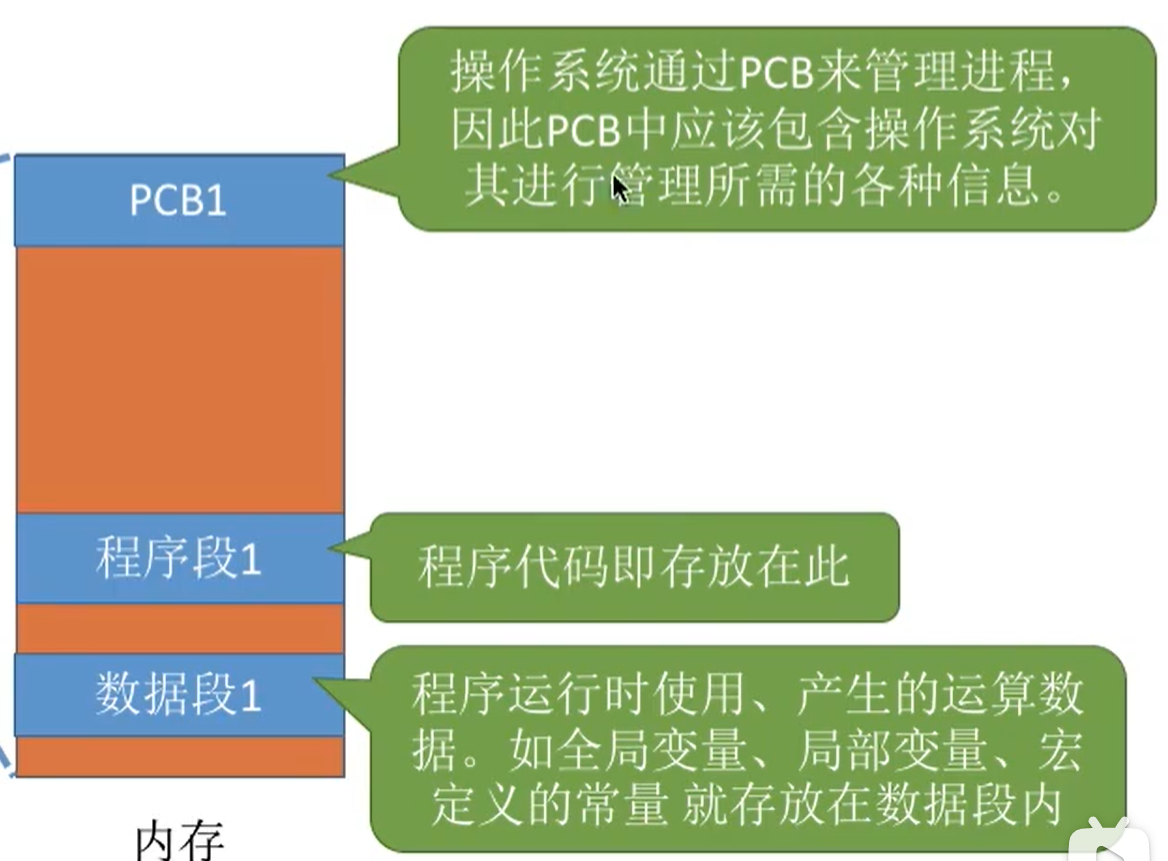 操作系统通过PCB来管理进程，
因此PCB中应该包含操作系统对
其进行管理所需的各种信息。
PCB1
程序段1
程序代码即存放在此
数据段1
程序运行时使用、产生的运算数
据。如全局变量、局部变量、宏
定义的常量 就存放在数据段内
内存